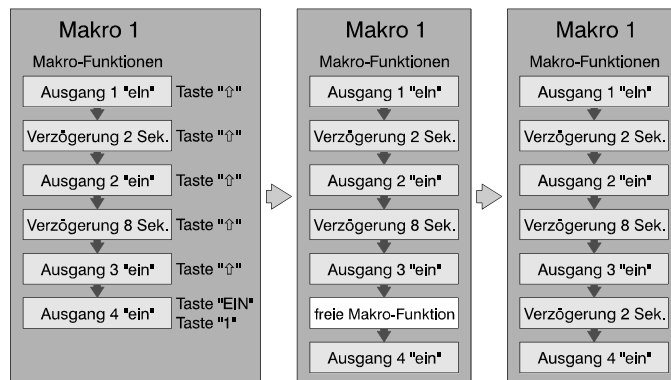 Makro 1
Makro-Funktionen
Ausgang 1 "eIn" Taste "⇧"
Verzögerung 2 Sek. Taste "⇧"
Ausgang 2 "ein" Taste "⇧"
Verzögerung 8 Sek. Taste "⇧"
Ausgang 3 "ein" Taste "⇧"
Ausgang 4 "ein" Taste "EIN"
Taste "1"
Makro 1
Makro-Funktionen
Ausgang 1 "eIn"
Verzögerung 2 Sek.
Ausgang 2 "ein"
Verzögerung 8 Sek.
Ausgang 3 "ein"
freie Makro-Funktion
Ausgang 4 "ein"
Makro 1
Makro-Funktionen
Ausgang 1 "eIn"
Verzögerung 2 Sek.
Ausgang 2 "ein"
Verzögerung 8 Sek.
Ausgang 3 "ein"
Verzögerung 2 Sek.
Ausgang 4 "ein"